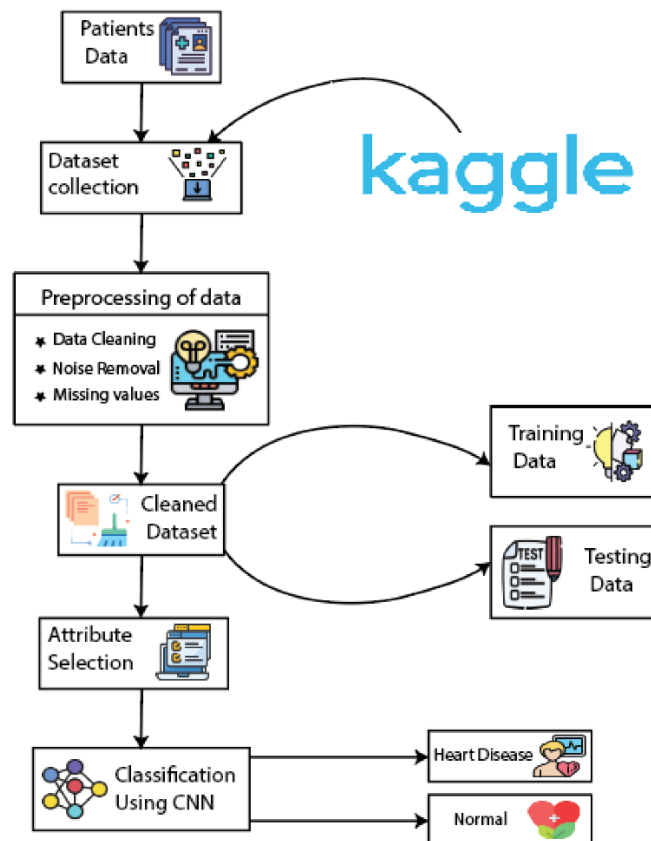 Patients
Data
Dataset
collection
kaggle
Preprocessing of data
Data Cleaning
Noise Removal
Missing values
Training
Data
Cleaned
Dataset
TEST
Testing
Data
Attribute
Selection
Classification
Using CNN
Heart Disease
Normal